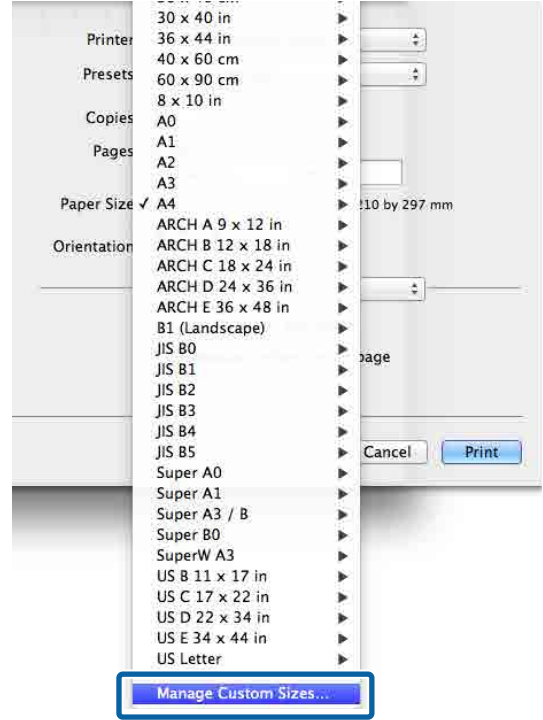 30 x 40 in
Printer
36 x 44 in
40 x 60 cm
Presets
60 x 90 cm
8 x 10 in
Copies
A0
A1
Pages
A2
A3
Paper Size ✓ A4 210 by 297 mm
ARCH A 9 x 12 in
Orientation
ARCH B 12 x 18 in
ARCH C 18 x 24 in
ARCH D 24 x 36 in
ARCH E 36 x 48 in
B1 (Landscape)
JIS B0
page
JIS B1
JIS B2
JIS B3
JIS B4
JIS B5 Cancel Print
Super A0
Super A1
Super A3 / B
Super B0
SuperW A3
US B 11 x 17 in
US C 17 x 22 in
US D 22 x 34 in
US E 34 x 44 in
US Letter
Manage Custom Sizes...